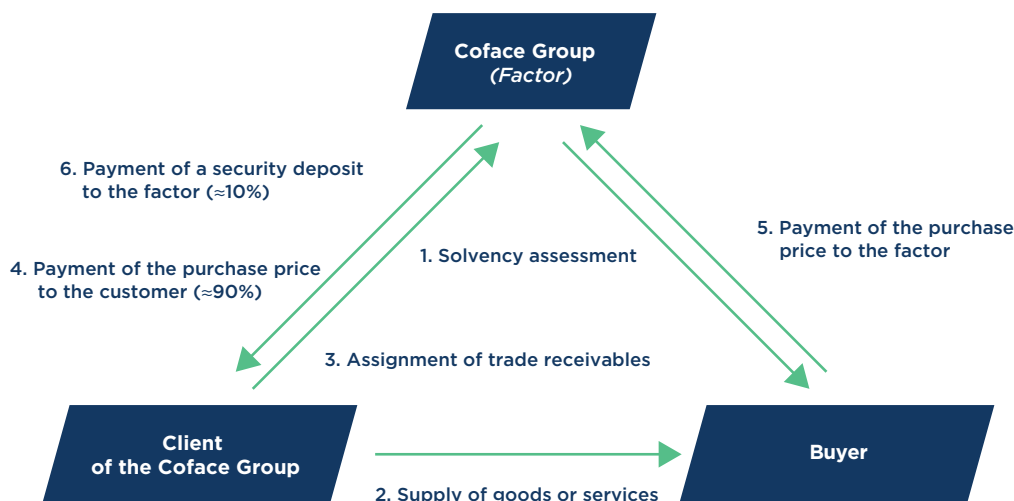 Coface Group
(Factor)
6. Payment of a security deposit
to the factor (≈10%)
5. Payment of the purchase
price to the factor
1. Solvency assessment
4. Payment of the purchase price
to the customer (≈90%)
3. Assignment of trade receivables
Client
of the Coface Group
Buyer
2. Supply of goods or services